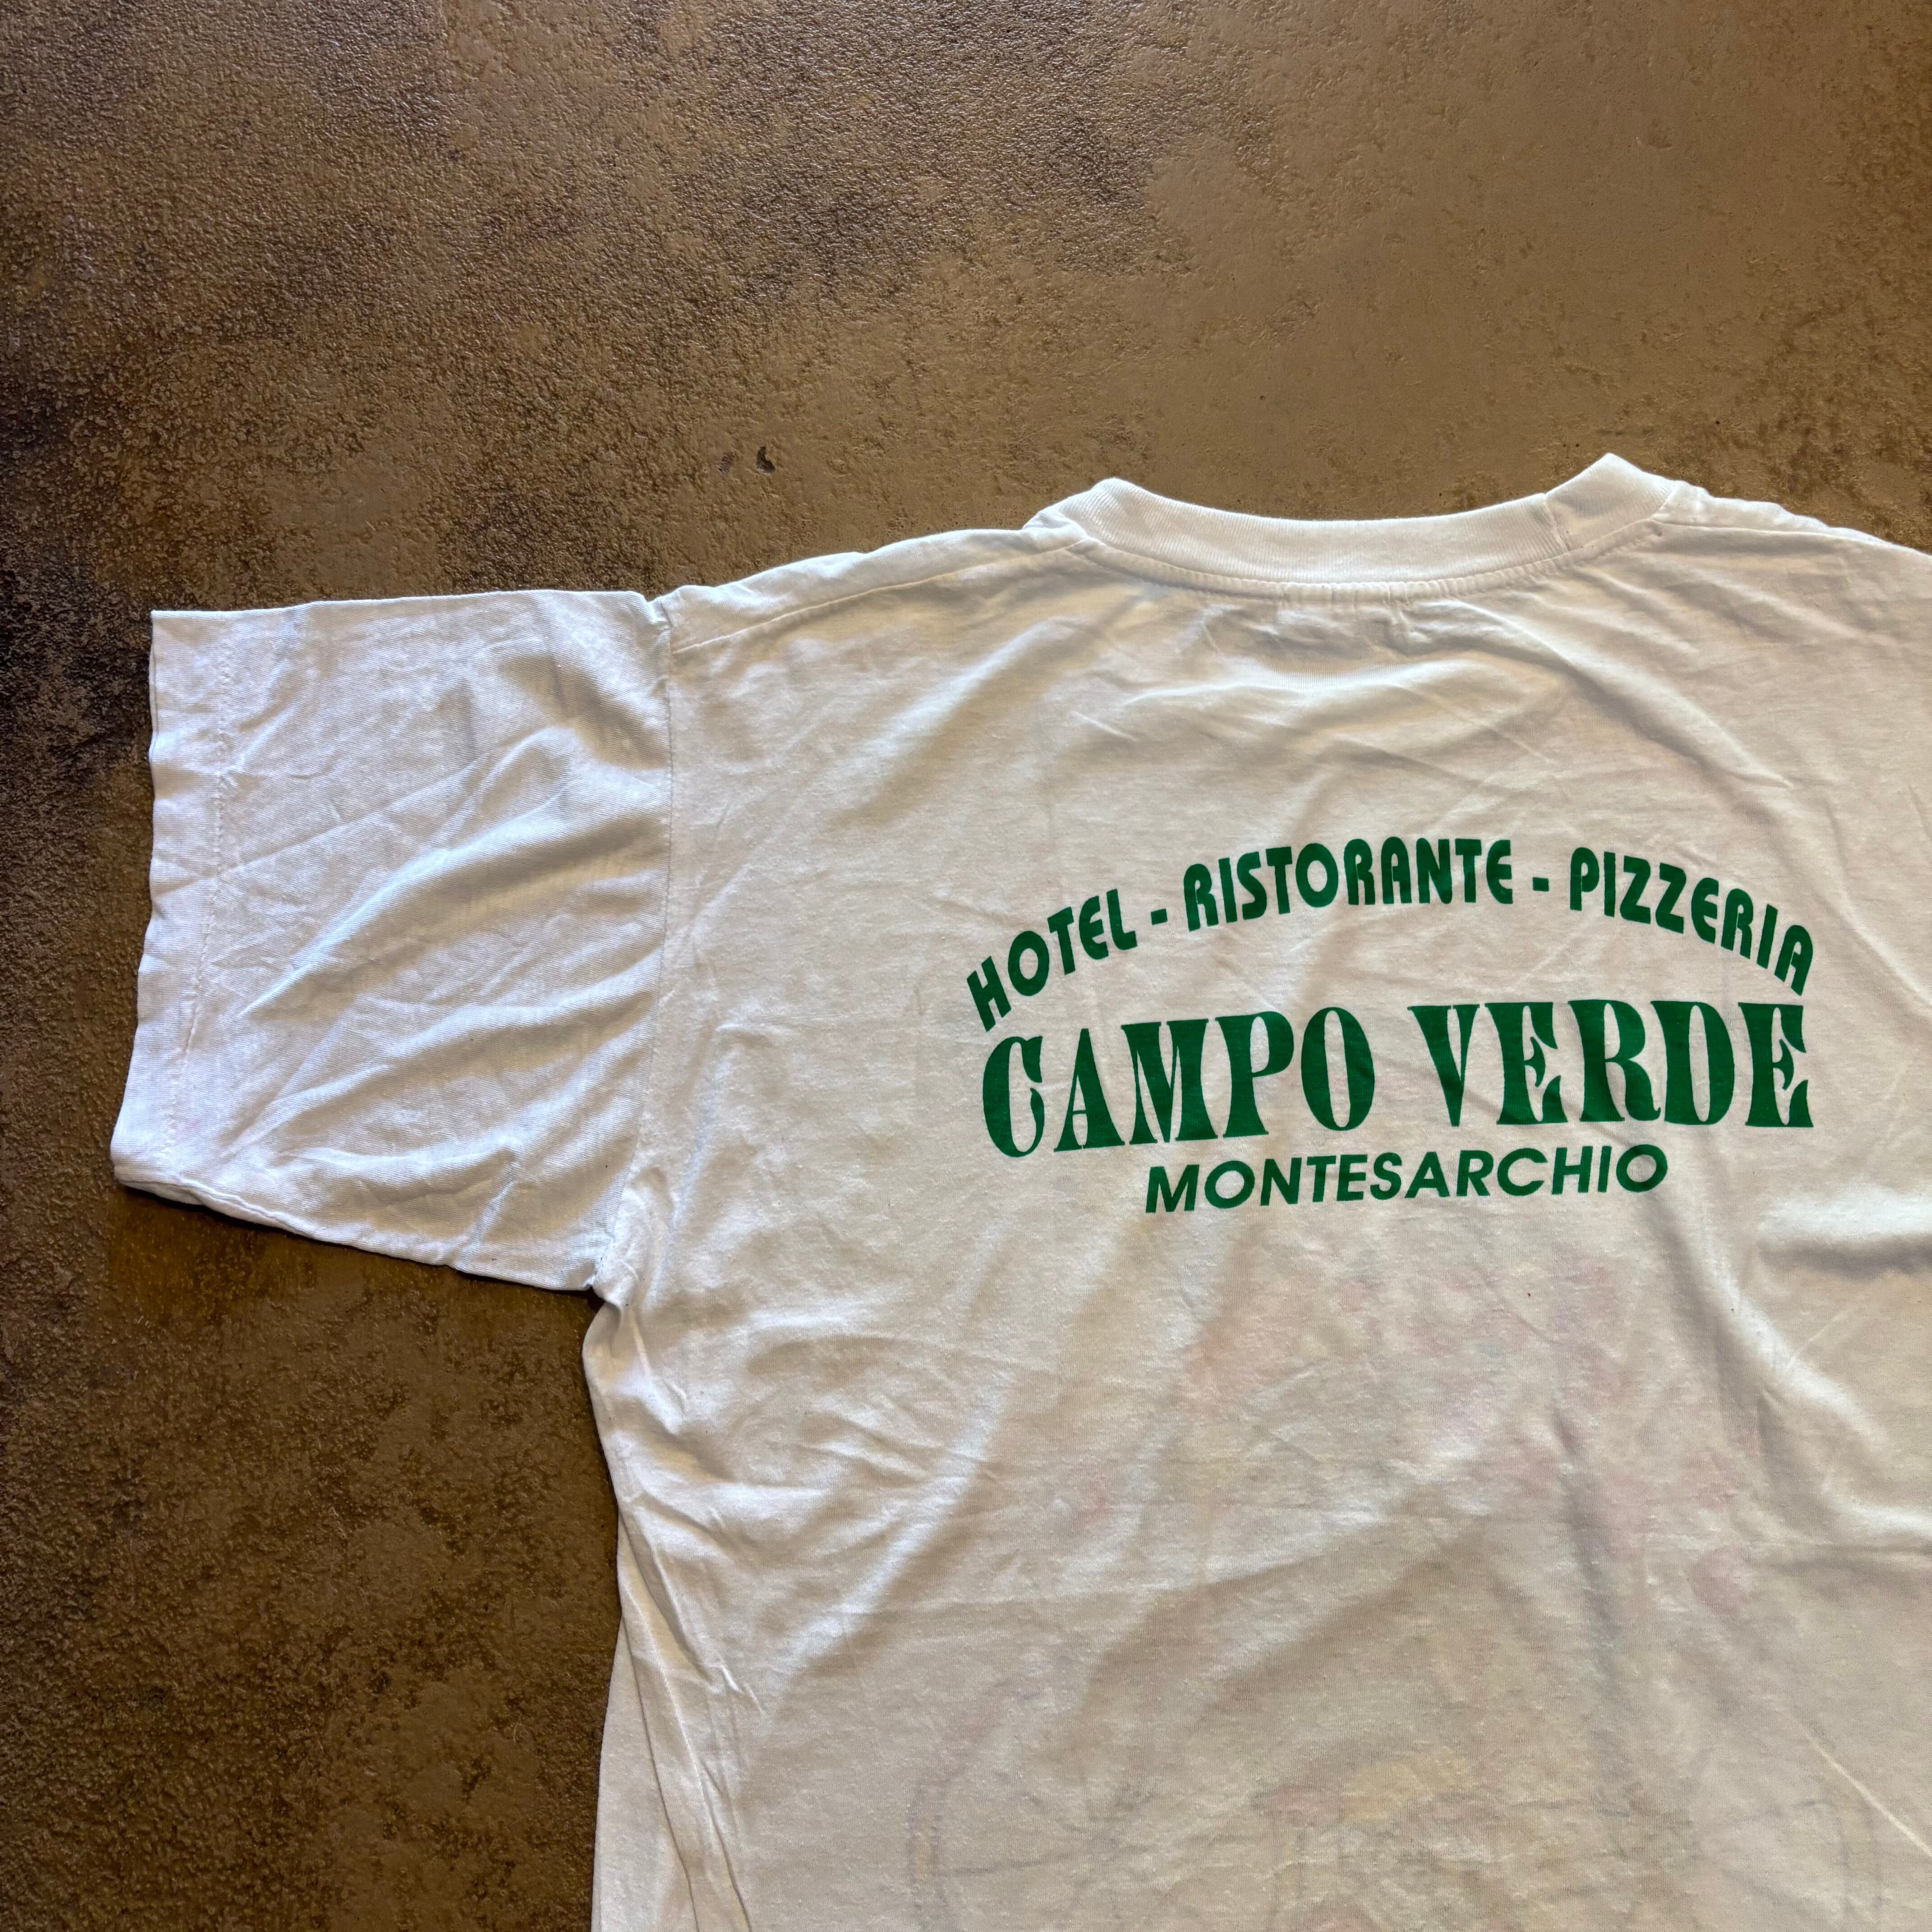 HOTEL - RISTORANTE - PIZZERIA
CAMPO VERDE
MONTESARCHIO